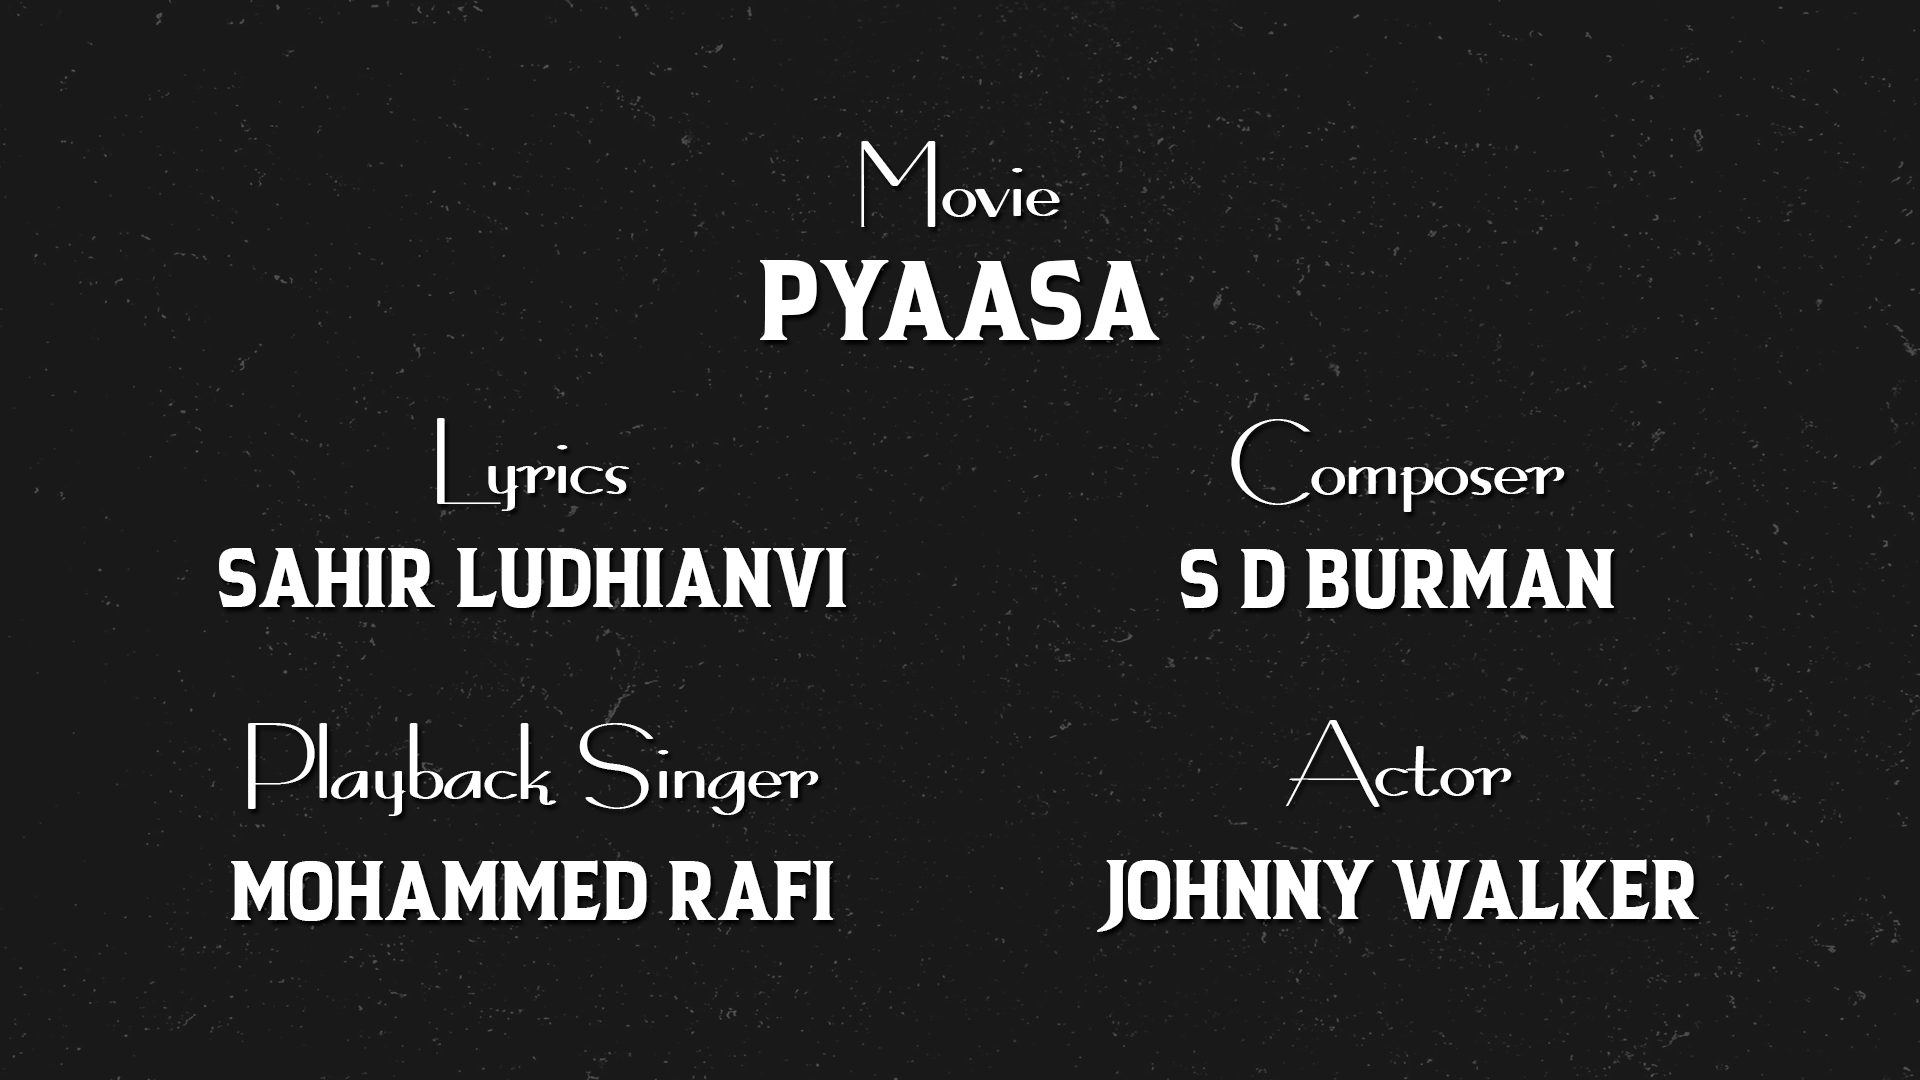 Movie
PYAASA
Lyrics
SAHIR LUDHIANVI
Composer
S D BURMAN
Playback Singer
MOHAMMED RAFI
Actor
JOHNNY WALKER